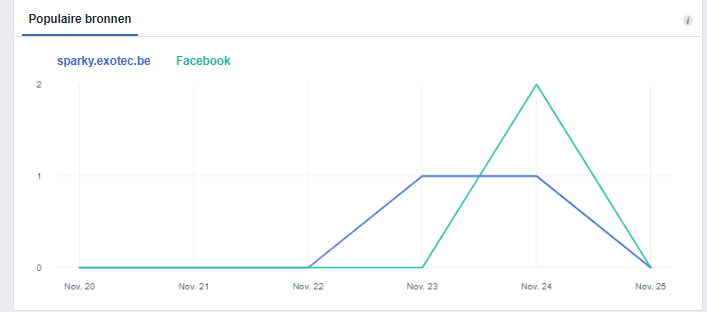 Populaire bronnen
i
sparky.exotec.be Facebook
2
1
0
Nov. 20 Nov. 21 Nov. 22 Nov. 23 Nov. 24 Nov. 25